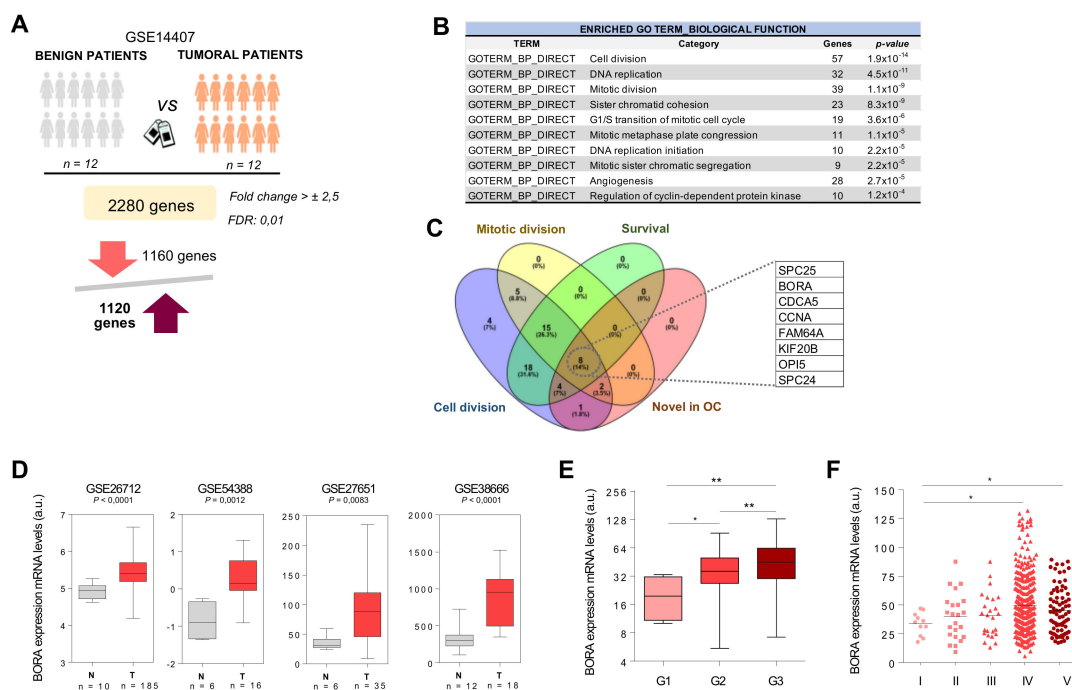 A
GSE14407
BENIGN PATIENTS
TUMORAL PATIENTS
VS
n = 12
n = 12
2280 genes
Fold change > ± 2,5
FDR: 0,01
1160 genes
1120
genes
B
ENRICHED GO TERM_BIOLOGICAL FUNCTION
TERM Category Genes p-value
GOTERM_BP_DIRECT Cell division 57 1.9x10⁻¹⁴
GOTERM_BP_DIRECT DNA replication 32 4.5x10⁻¹¹
GOTERM_BP_DIRECT Mitotic division 39 1.1x10⁻⁹
GOTERM_BP_DIRECT Sister chromatid cohesion 23 8.3x10⁻⁹
GOTERM_BP_DIRECT G1/S transition of mitotic cell cycle 19 3.6x10⁻⁶
GOTERM_BP_DIRECT Mitotic metaphase plate congression 11 1.1x10⁻⁵
GOTERM_BP_DIRECT DNA replication initiation 10 2.2x10⁻⁵
GOTERM_BP_DIRECT Mitotic sister chromatic segregation 9 2.2x10⁻⁵
GOTERM_BP_DIRECT Angiogenesis 28 2.7x10⁻⁵
GOTERM_BP_DIRECT Regulation of cyclin-dependent protein kinase 10 1.2x10⁻⁴
C
Mitotic division
Survival
Cell division
Novel in OC
0
(0%)
0
(0%)
5
(8.8%)
0
(0%)
0
(0%)
4
(7%)
15
(26.3%)
0
(0%)
0
(0%)
18
(31.6%)
8
(14%)
0
(0%)
4
(7%)
2
(3.5%)
1
(1.8%)
SPC25
BORA
CDCA5
CCNA
FAM64A
KIF20B
OPI5
SPC24
D
BORA expression mRNA levels (a.u.)
GSE26712
P < 0,0001
7
6
5
4
3
N T
n = 10 n = 185
GSE54388
P = 0,0012
2
1
0
-1
-2
N T
n = 6 n = 16
GSE27651
P = 0,0083
250
200
150
100
50
0
N T
n = 6 n = 35
GSE38666
P < 0,0001
2000
1500
1000
500
0
N T
n = 12 n = 18
E
BORA expression mRNA levels (a.u.)
256
128
64
32
16
8
4
**
*
**
G1 G2 G3
F
BORA expression mRNA levels (a.u.)
150
125
100
75
50
25
0
*
*
I II III IV V